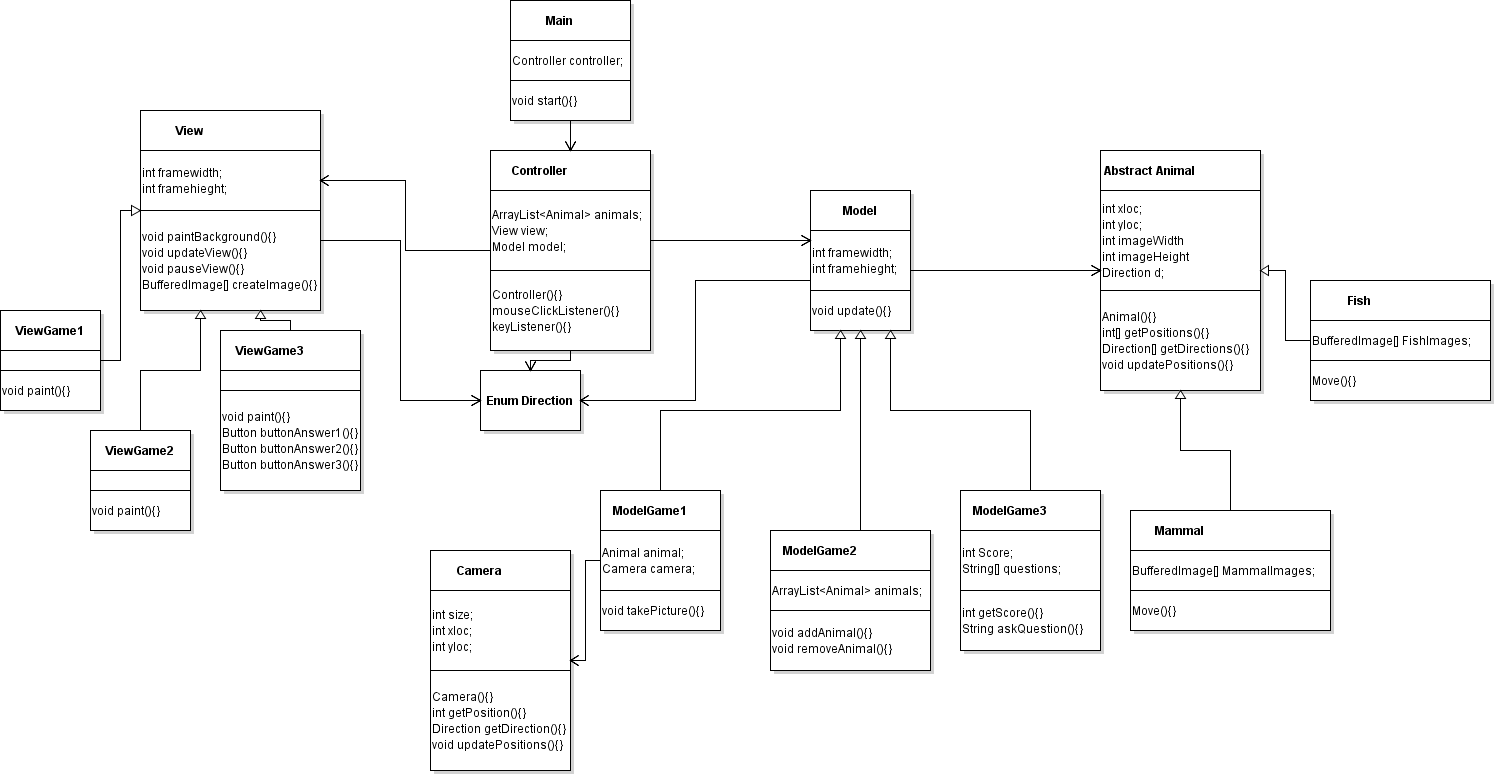 Main
Controller controller;
void start(){}
View
int framewidth;
int framehieght;
void paintBackground(){}
void updateView(){}
void pauseView(){}
BufferedImage[] createImage(){}
Controller
ArrayList<Animal> animals;
View view;
Model model;
Controller(){}
mouseClickListener(){}
keyListener(){}
Model
int framewidth;
int framehieght;
void update(){}
Abstract Animal
int xloc;
int yloc;
int imageWidth
int imageHeight
Direction d;
Animal(){}
int[] getPositions(){}
Direction[] getDirections(){}
void updatePositions(){}
Fish
BufferedImage[] FishImages;
Move(){}
ViewGame1
void paint(){}
ViewGame2
void paint(){}
ViewGame3
void paint(){}
Button buttonAnswer1(){}
Button buttonAnswer2(){}
Button buttonAnswer3(){}
Enum Direction
Camera
int size;
int xloc;
int yloc;
Camera(){}
int getPosition(){}
Direction getDirection(){}
void updatePositions(){}
ModelGame1
Animal animal;
Camera camera;
void takePicture(){}
ModelGame2
ArrayList<Animal> animals;
void addAnimal(){}
void removeAnimal(){}
ModelGame3
int Score;
String[] questions;
int getScore(){}
String askQuestion(){}
Mammal
BufferedImage[] MammalImages;
Move(){}